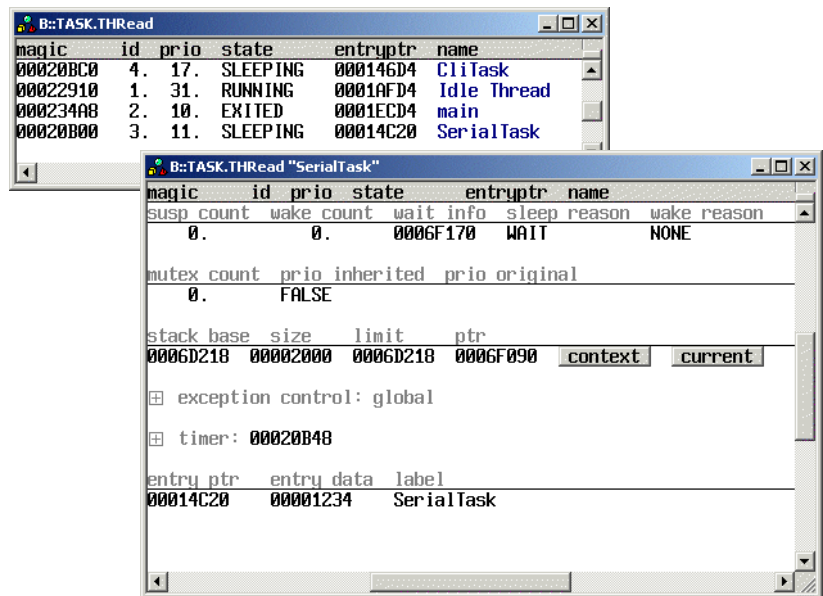 B::TASK.THRead
magic id prio state entryptr name
00020BC0 4. 17. SLEEPING 000146D4 CliTask
00022910 1. 31. RUNNING 0001AFD4 Idle Thread
000234A8 2. 10. EXITED 0001ECD4 main
00020B00 3. 11. SLEEPING 00014C20 SerialTask
B::TASK.THRead "SerialTask"
magic id prio state entryptr name
susp count wake count wait info sleep reason wake reason
0. 0. 0006F170 WAIT NONE
mutex count prio inherited prio original
0. FALSE
stack base size limit ptr
0006D218 00002000 0006D218 0006F090 context current
exception control: global
timer: 00020B48
entry ptr entry data label
00014C20 00001234 SerialTask